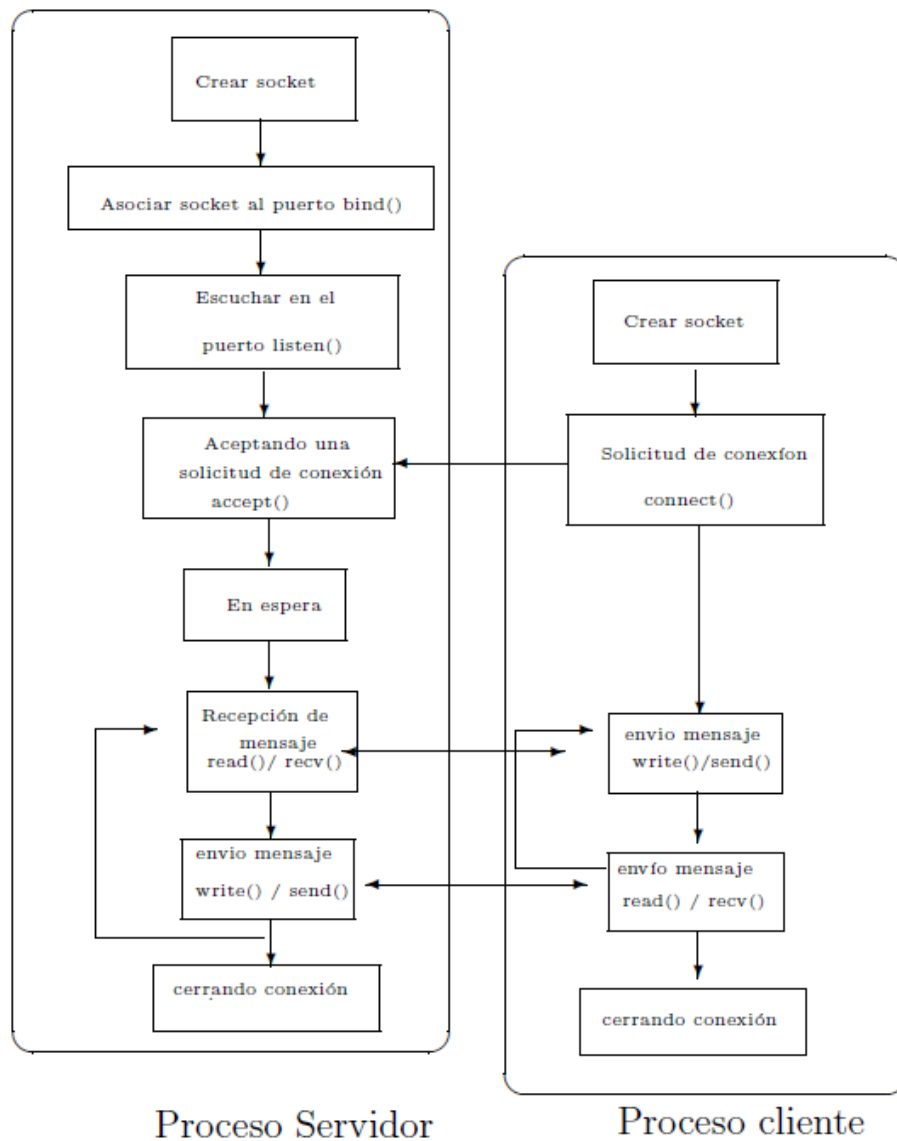 Crear socket
Asociar socket al puerto bind()
Escuchar en el
puerto listen()
Aceptando una
solicitud de conexión
accept()
En espera
Recepción de
mensaje
read()/ recv()
envio mensaje
write() / send()
cerrando conexión
Proceso Servidor
Crear socket
Solicitud de conexíon
connect()
envio mensaje
write()/send()
envío mensaje
read() / recv()
cerrando conexión
Proceso cliente